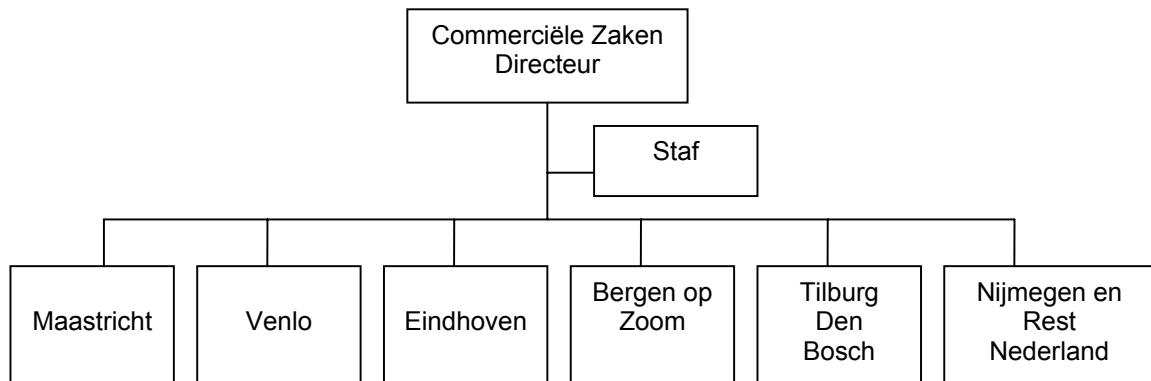 Commerciële Zaken
Directeur
Staf
Maastricht
Venlo
Eindhoven
Bergen op
Zoom
Tilburg
Den
Bosch
Nijmegen en
Rest
Nederland